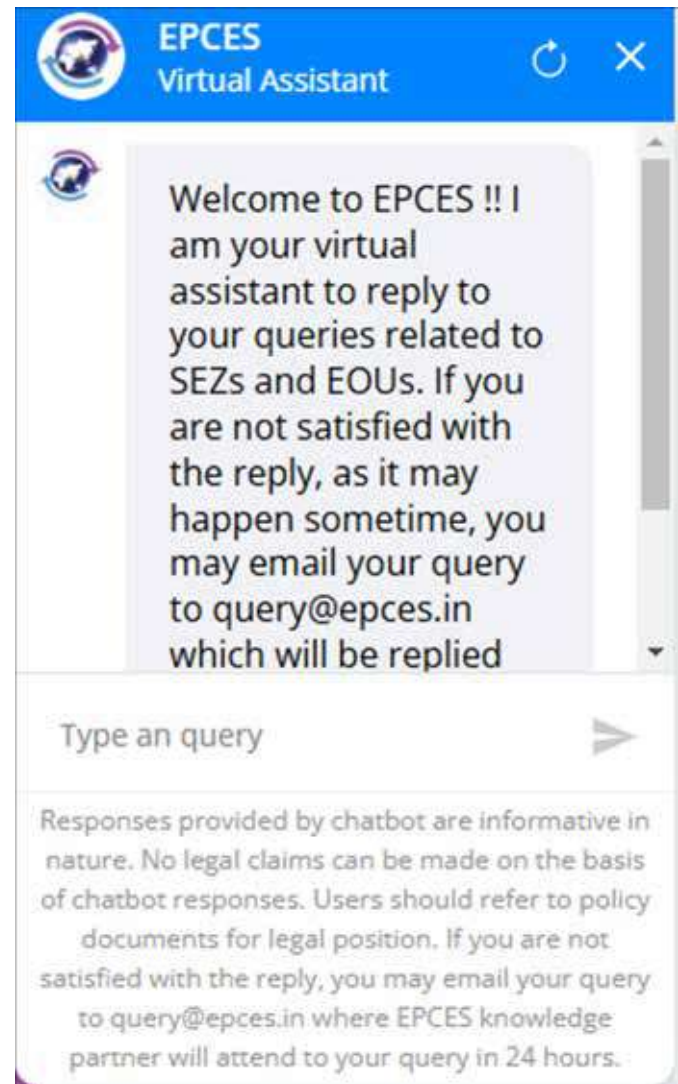 EPCES
Virtual Assistant
Welcome to EPCES !! I
am your virtual
assistant to reply to
your queries related to
SEZs and EOUs. If you
are not satisfied with
the reply, as it may
happen sometime, you
may email your query
to query@epces.in
which will be replied
Type an query
Responses provided by chatbot are informative in
nature. No legal claims can be made on the basis
of chatbot responses. Users should refer to policy
documents for legal position. If you are not
satisfied with the reply, you may email your query
to query@epces.in where EPCES knowledge
partner will attend to your query in 24 hours.